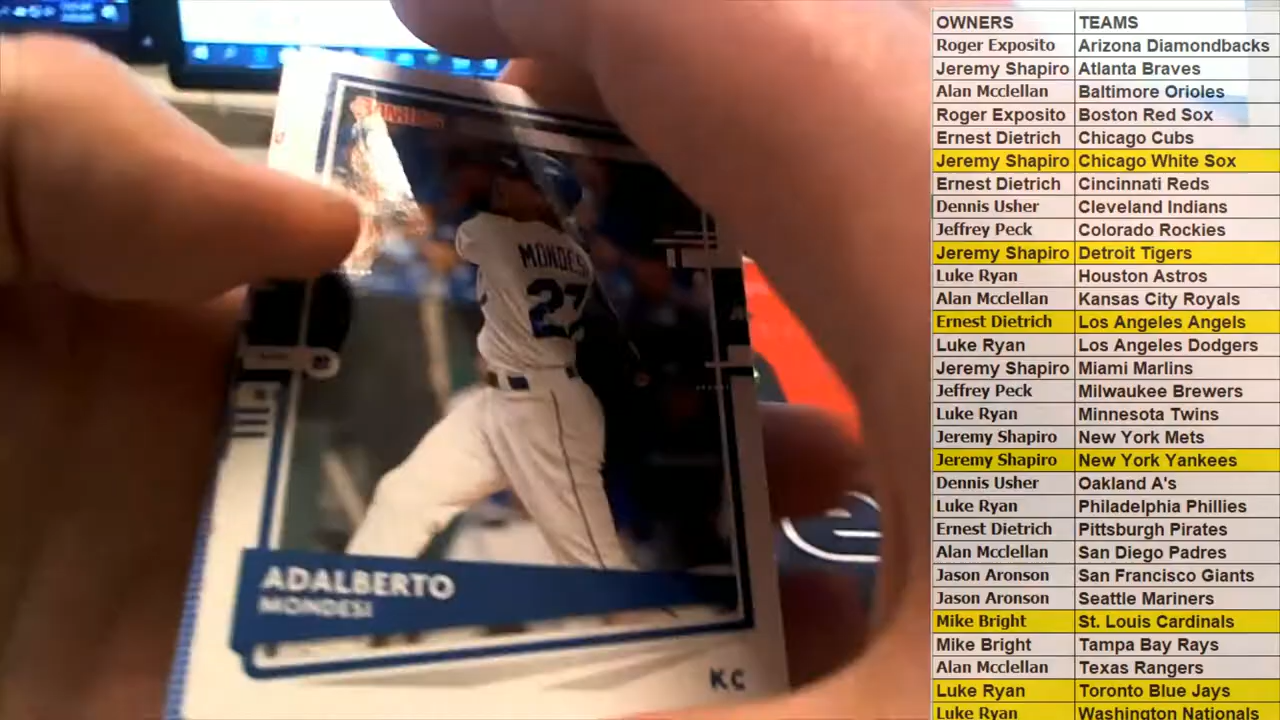 DONRUSS
MONDESI
27
ADALBERTO
MONDESI
KC
OWNERS TEAMS
Roger Exposito Arizona Diamondbacks
Jeremy Shapiro Atlanta Braves
Alan Mcclellan Baltimore Orioles
Roger Exposito Boston Red Sox
Ernest Dietrich Chicago Cubs
Jeremy Shapiro Chicago White Sox
Ernest Dietrich Cincinnati Reds
Dennis Usher Cleveland Indians
Jeffrey Peck Colorado Rockies
Jeremy Shapiro Detroit Tigers
Luke Ryan Houston Astros
Alan Mcclellan Kansas City Royals
Ernest Dietrich Los Angeles Angels
Luke Ryan Los Angeles Dodgers
Jeremy Shapiro Miami Marlins
Jeffrey Peck Milwaukee Brewers
Luke Ryan Minnesota Twins
Jeremy Shapiro New York Mets
Jeremy Shapiro New York Yankees
Dennis Usher Oakland A's
Luke Ryan Philadelphia Phillies
Ernest Dietrich Pittsburgh Pirates
Alan Mcclellan San Diego Padres
Jason Aronson San Francisco Giants
Jason Aronson Seattle Mariners
Mike Bright St. Louis Cardinals
Mike Bright Tampa Bay Rays
Alan Mcclellan Texas Rangers
Luke Ryan Toronto Blue Jays
Luke Ryan Washington Nationals